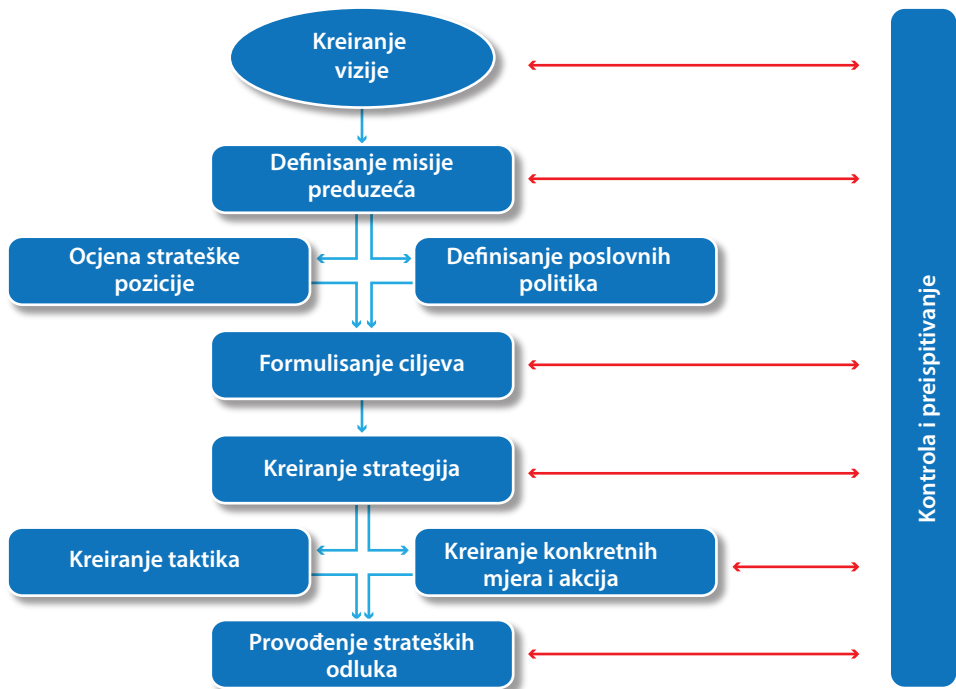 Kreiranje
vizije
Definisanje misije
preduzeća
Ocjena strateške
pozicije
Definisanje poslovnih
politika
Formulisanje ciljeva
Kreiranje strategija
Kreiranje taktika
Kreiranje konkretnih
mjera i akcija
Provođenje strateških
odluka
Kontrola i preispitivanje